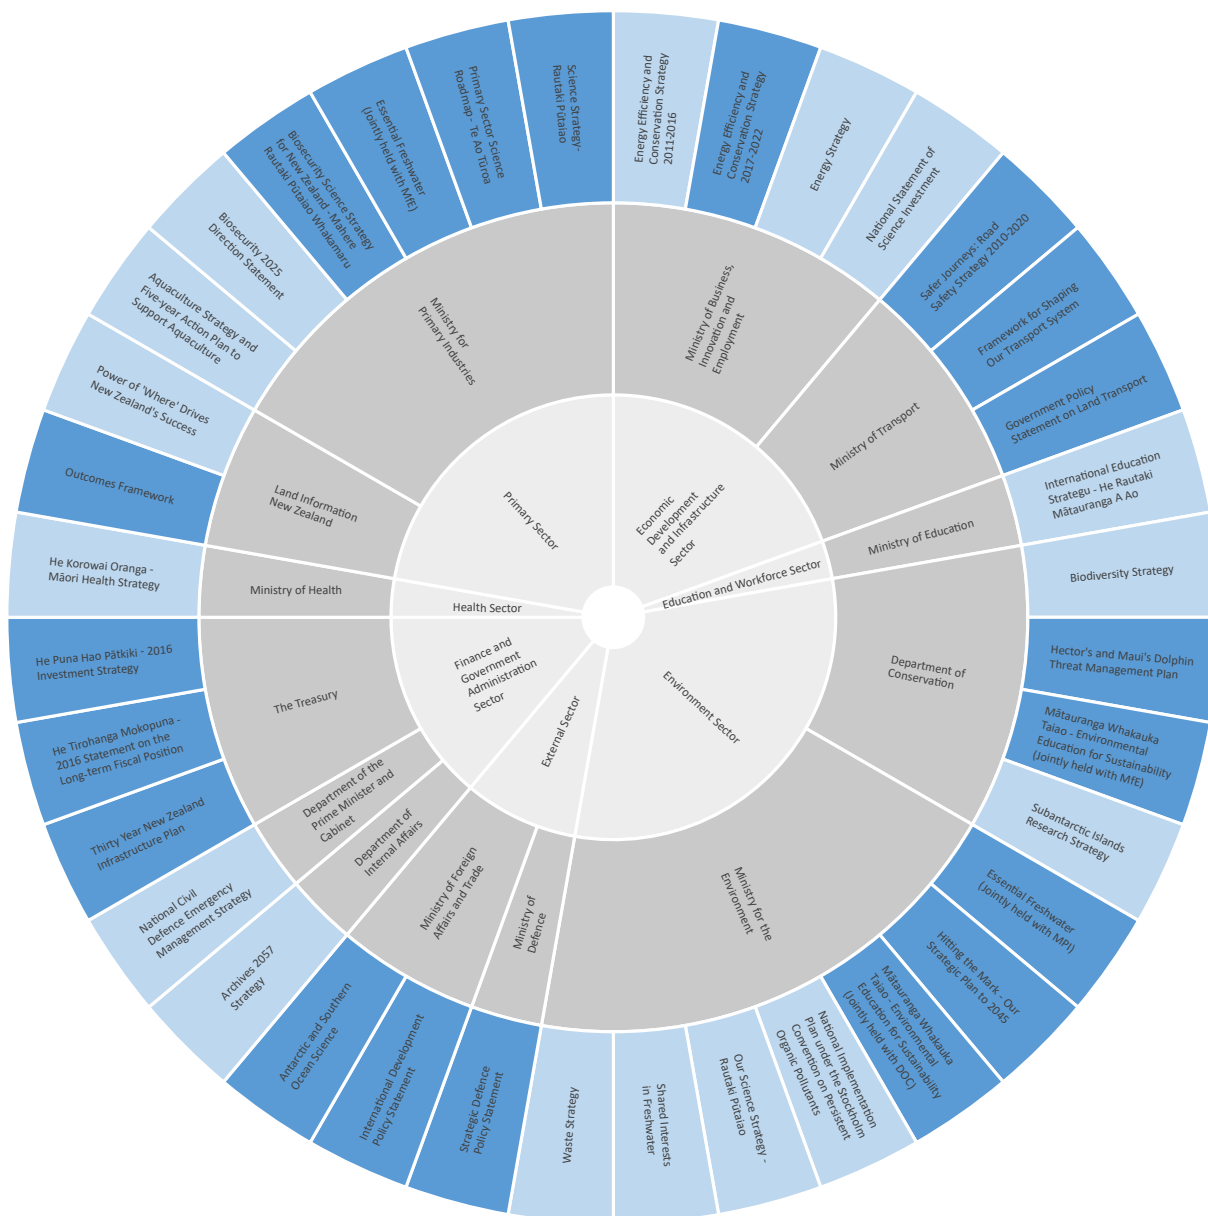 Energy Efficiency and
Conservation Strategy
2011-2016
Energy Efficiency and
Conservation Strategy
2017-2022
Energy Strategy
National Statement of
Science Investment
Safer Journeys: Road
Safety Strategy 2010-2020
Framework for Shaping
Our Transport System
Government Policy
Statement on Land Transport
International Education
Strategu - He Rautaki
Mātauranga A Ao
Biodiversity Strategy
Hector's and Maui's Dolphin
Threat Management Plan
Mātauranga Whakauka
Taiao - Environmental
Education for Sustainability
(Jointly held with MfE)
Subantarctic Islands
Research Strategy
Essential Freshwater
(Jointly held with MPI)
Hitting the Mark - Our
Strategic Plan to 2045
Mātauranga Whakauka
Taiao - Environmental
Education for Sustainability
(Jointly held with DOC)
National Implementation
Plan under the Stockholm
Convention on Persistent
Organic Pollutants
Our Science Strategy -
Rautaki Pūtaiao
Shared Interests
in Freshwater
Waste Strategy
Strategic Defence
Policy Statement
International Development
Policy Statement
Antarctic and Southern
Ocean Science
Archives 2057
Strategy
National Civil
Defence Emergency
Management Strategy
Thirty Year New Zealand
Infrastructure Plan
He Tirohanga Mokopuna -
2016 Statement on the
Long-term Fiscal Position
He Puna Hao Pātkiki - 2016
Investment Strategy
He Korowai Oranga -
Māori Health Strategy
Outcomes Framework
Power of 'Where' Drives
New Zealand's Success
Aquaculture Strategy and
Five-year Action Plan to
Support Aquaculture
Biosecurity 2025
Direction Statement
Biosecurity Science Strategy
for New Zealand - Mahere
Rautaki Pūtaiao Whakamaru
Essential Freshwater
(Jointly held with MfE)
Primary Sector Science
Roadmap - Te Ao Tūroa
Science Strategy-
Rautaki Pūtaiao
Ministry of Business,
Innovation and
Employment
Ministry of Transport
Ministry of Education
Department of
Conservation
Ministry for the
Environment
Ministry of
Defence
Ministry of Foreign
Affairs and Trade
Department of
Internal Affairs
Department of the
Prime Minister and
Cabinet
The Treasury
Ministry of Health
Land Information
New Zealand
Ministry for
Primary Industries
Economic
Development
and Infrastructure
Sector
Education and Workforce Sector
Environment Sector
External Sector
Finance and
Government
Administration
Sector
Health Sector
Primary Sector